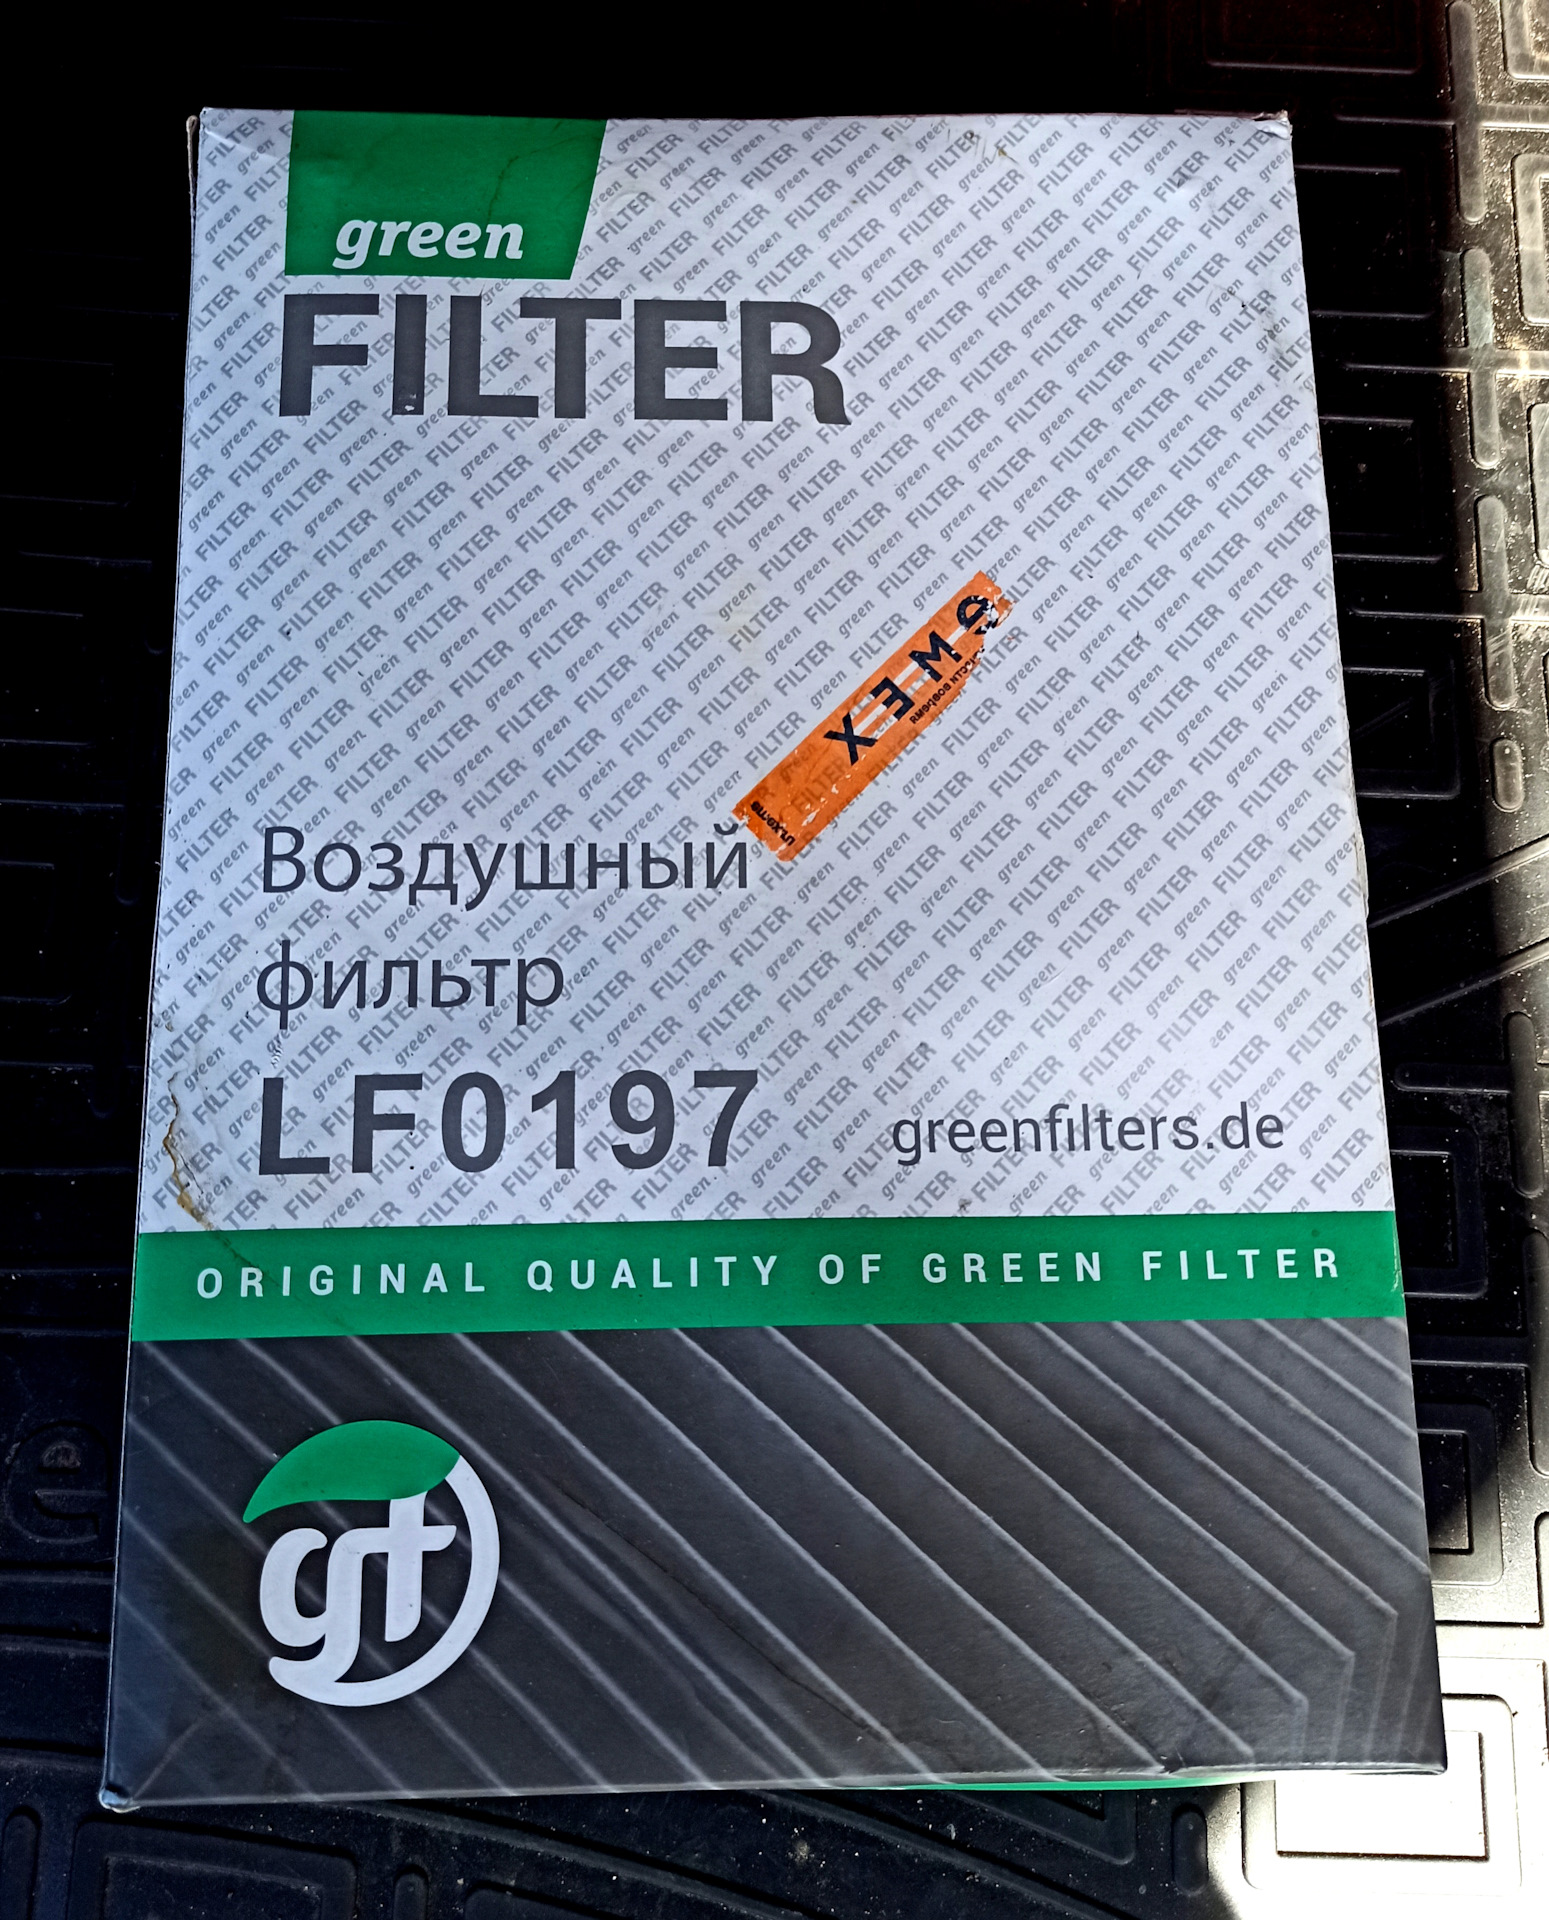 green
FILTER
Воздушный
фильтр
LF0197
greenfilters.de
ORIGINAL QUALITY OF GREEN FILTER
gf